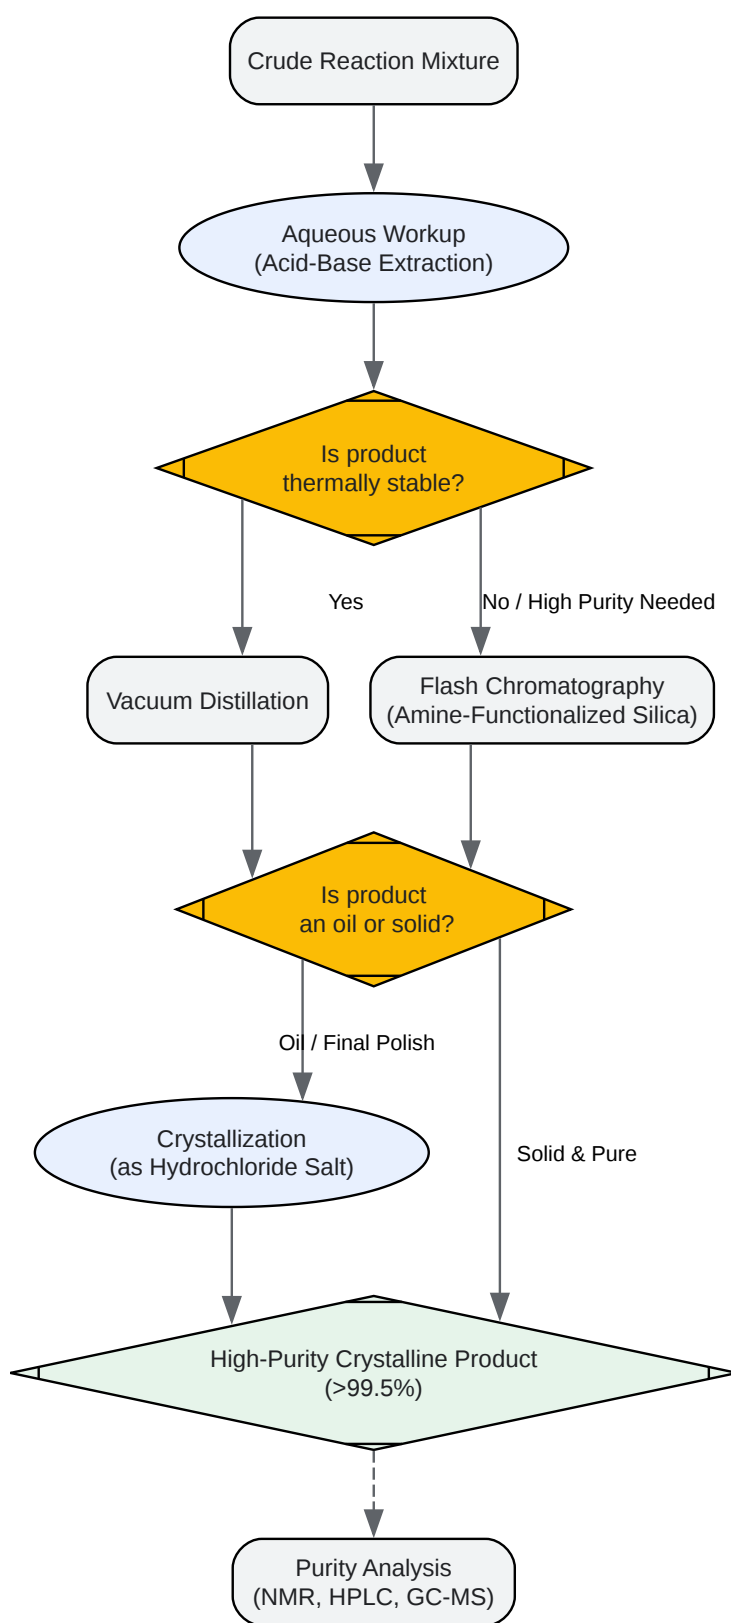 Crude Reaction Mixture
Aqueous Workup
(Acid-Base Extraction)
Is product
thermally stable?
Yes
No / High Purity Needed
Vacuum Distillation
Flash Chromatography
(Amine-Functionalized Silica)
Is product
an oil or solid?
Oil / Final Polish
Crystallization
(as Hydrochloride Salt)
Solid & Pure
High-Purity Crystalline Product
(>99.5%)
Purity Analysis
(NMR, HPLC, GC-MS)